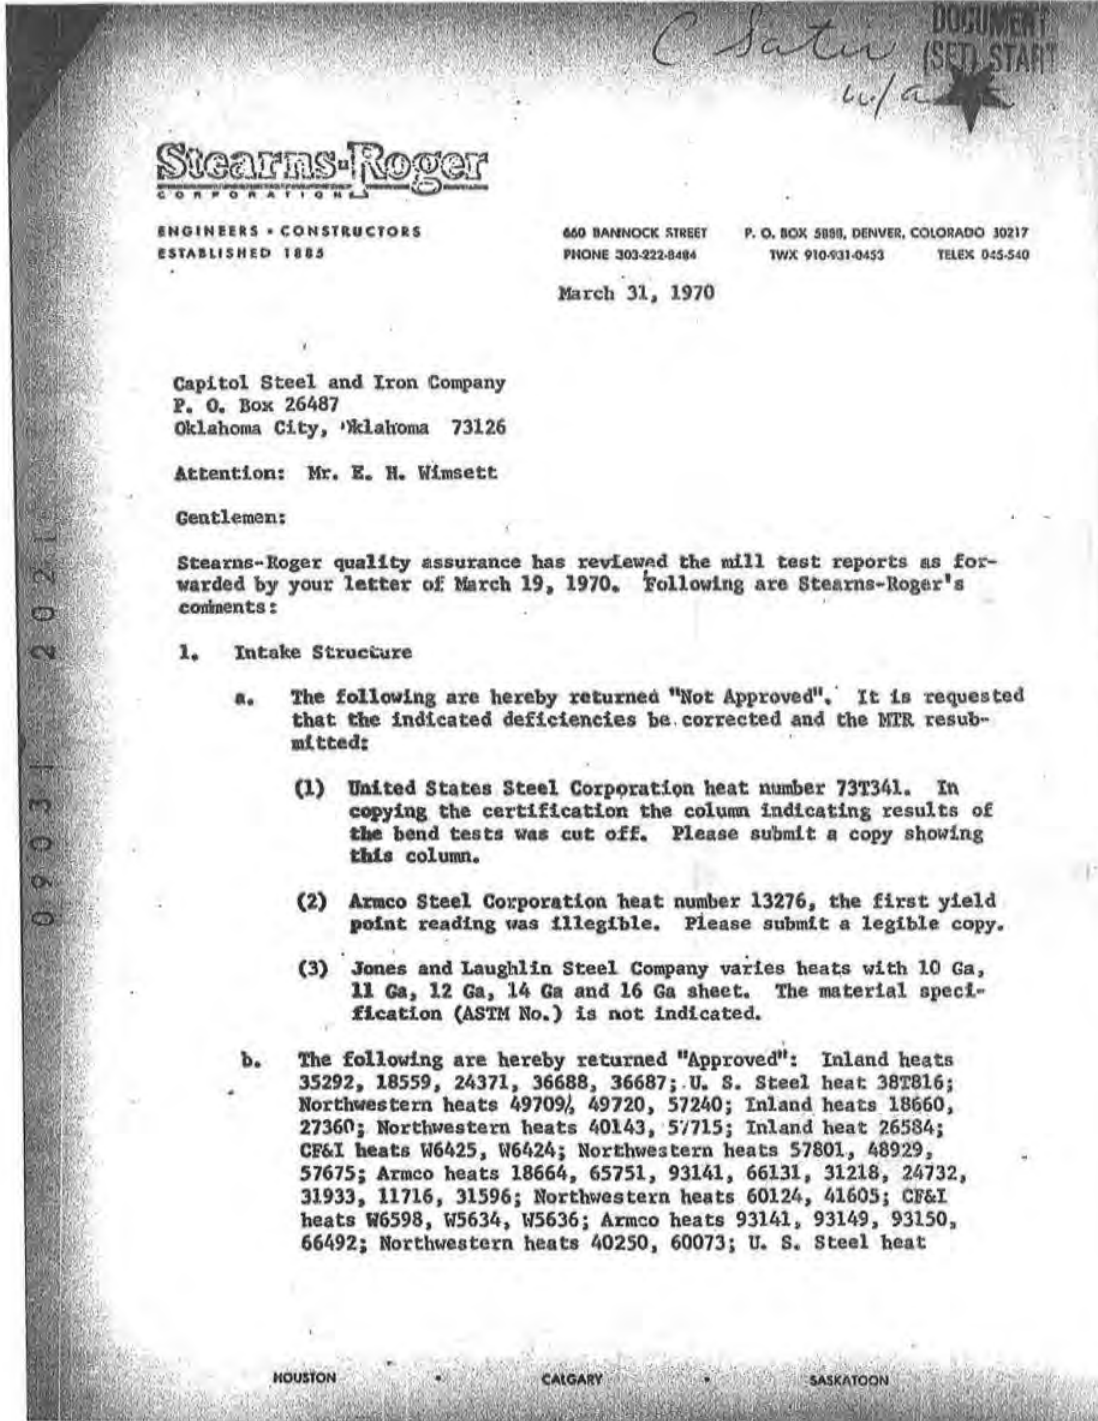 C Satir
DOCUMENT
(SET) START
w/a
Stearns-Roger
CORPORATION
ENGINEERS • CONSTRUCTORS
ESTABLISHED 1885
660 BANNOCK STREET P. O. BOX 5888, DENVER, COLORADO 80217
PHONE 303-222-8484 TWX 910-931-0453 TELEX 045-540
March 31, 1970
Capitol Steel and Iron Company
P. O. Box 26487
Oklahoma City, Oklahoma 73126
Attention: Mr. E. H. Wimsett
Gentlemen:
Stearns-Roger quality assurance has reviewed the mill test reports as for-
warded by your letter of March 19, 1970. Following are Stearns-Roger's
comments:
1. Intake Structure
a. The following are hereby returned "Not Approved". It is requested
that the indicated deficiencies be corrected and the MTR resub-
mitted:
(1) United States Steel Corporation heat number 73T341. In
copying the certification the column indicating results of
the bend tests was cut off. Please submit a copy showing
this column.
(2) Armco Steel Corporation heat number 13276, the first yield
point reading was illegible. Please submit a legible copy.
(3) Jones and Laughlin Steel Company varies heats with 10 Ga,
11 Ga, 12 Ga, 14 Ga and 16 Ga sheet. The material speci-
fication (ASTM No.) is not indicated.
b. The following are hereby returned "Approved": Inland heats
35292, 18559, 24371, 36688, 36687; U. S. Steel heat 38T816;
Northwestern heats 49709, 49720, 57240; Inland heats 18660,
27360; Northwestern heats 40143, 57715; Inland heat 26584;
CF&I heats W6425, W6424; Northwestern heats 57801, 48929,
57675; Armco heats 18664, 65751, 93141, 66131, 31218, 24732,
31933, 11716, 31596; Northwestern heats 60124, 41605; CF&I
heats W6598, W5634, W5636; Armco heats 93141, 93149, 93150,
66492; Northwestern heats 40250, 60073; U. S. Steel heat
HOUSTON • CALGARY • SASKATOON